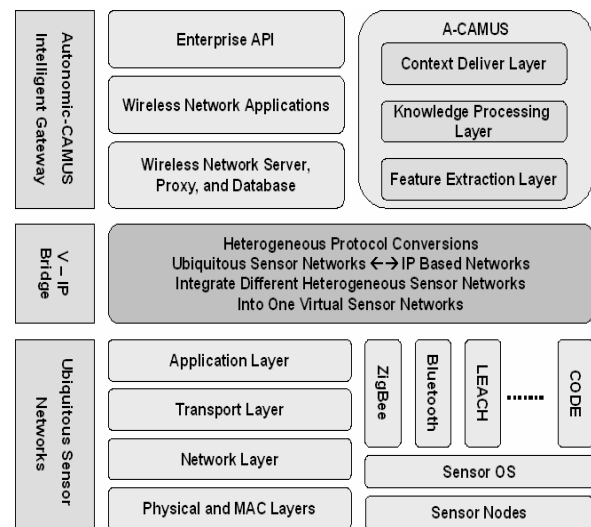 Autonomic-CAMUS
Intelligent Gateway
Enterprise API
Wireless Network Applications
Wireless Network Server,
Proxy, and Database
A-CAMUS
Context Deliver Layer
Knowledge Processing
Layer
Feature Extraction Layer
V – IP
Bridge
Heterogeneous Protocol Conversions
Ubiquitous Sensor Networks ←→ IP Based Networks
Integrate Different Heterogeneous Sensor Networks
Into One Virtual Sensor Networks
Ubiquitous Sensor
Networks
Application Layer
Transport Layer
Network Layer
Physical and MAC Layers
ZigBee
Bluetooth
LEACH
........
CODE
Sensor OS
Sensor Nodes